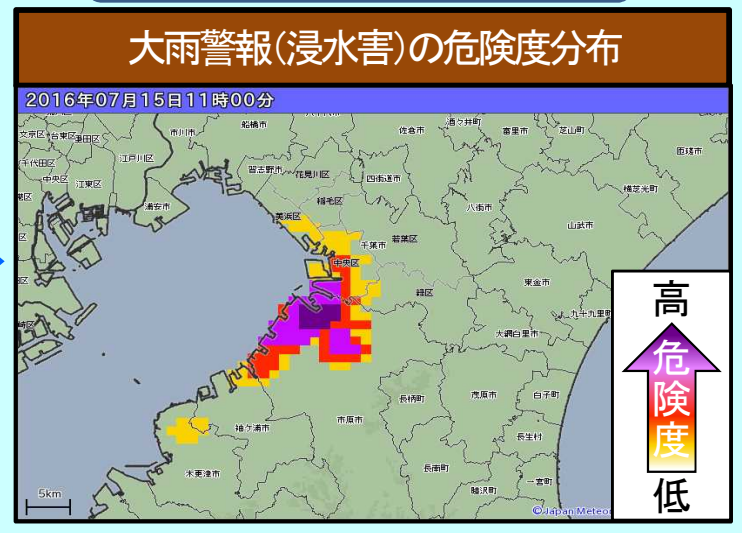 大雨警報(浸水害)の危険度分布
2016年07月15日11時00分
船橋市
酒々井町
文京区
台東区
墨田区
市川市
佐倉市
富里市
芝山町
匝瑳市
千代田区
江戸川区
習志野市
花見川区
四街道市
中央区
江東区
稲毛区
横芝光町
浦安市
美浜区
八街市
山武市
千葉市
若葉区
中央区
緑区
東金市
九十九里町
大網白里市
市原市
長柄町
茂原市
白子町
袖ケ浦市
長生村
木更津市
長南町
一宮町
睦沢町
5km
©Japan Meteor
高
危険度
低